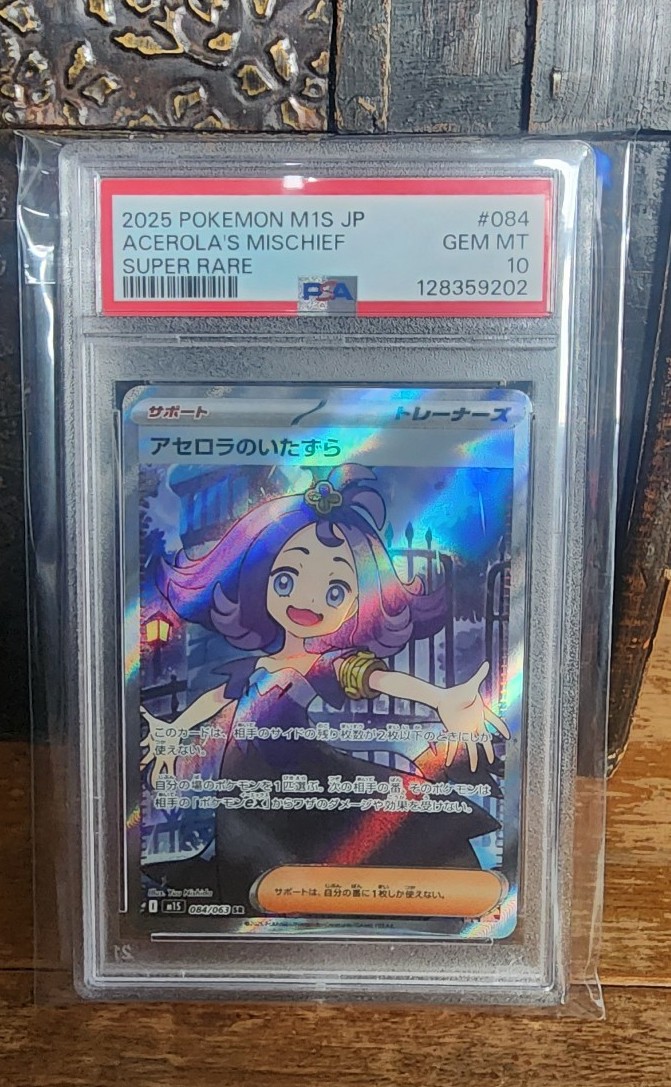 2025 POKEMON M1S JP #084
ACEROLA'S MISCHIEF GEM MT
SUPER RARE 10
PSA 128359202
サポート トレーナーズ
アセロラのいたずら
このカードは、相手のサイドの残り枚数が2枚以下のときにしか
使えない。
自分の場のポケモンを1匹選ぶ。次の相手の番、そのポケモンは
相手の「ポケモンex」からワザのダメージや効果を受けない。
サポートは、自分の番に1枚しか使えない。
Illus. Yuu Nishida
I m1S 084/063 SR
21